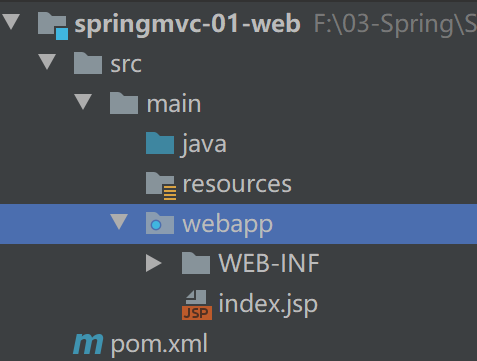 springmvc-01-web F:\03-Spring\S
src
main
java
resources
webapp
WEB-INF
JSP index.jsp
m pom.xml